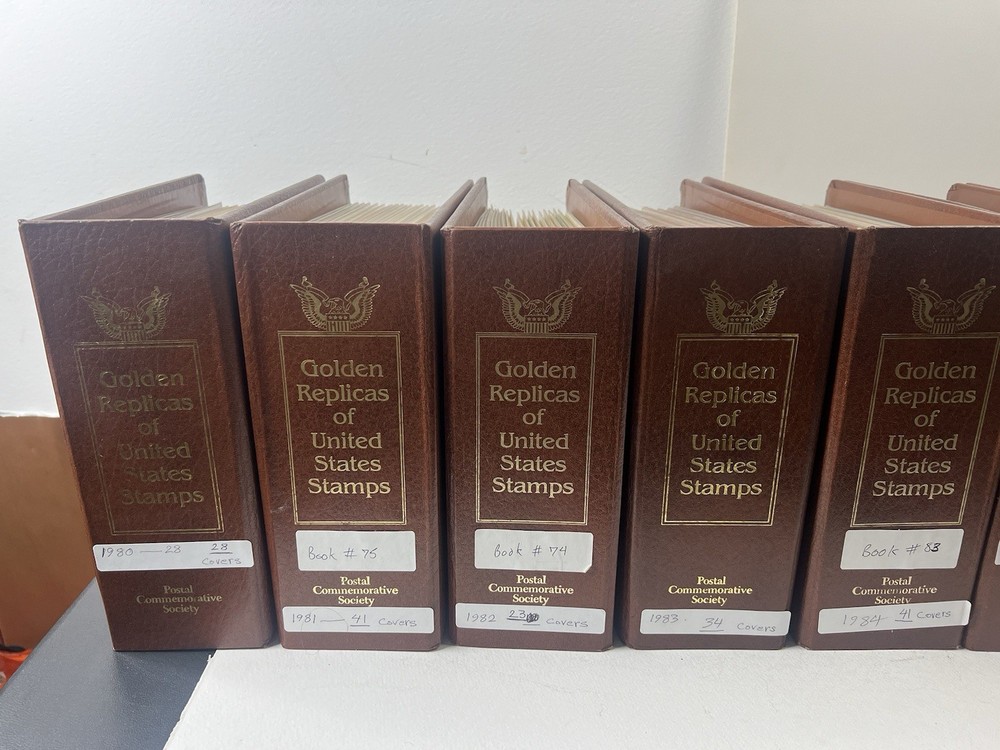 Golden
Replicas
of
United
States
Stamps
1980 — 28 28
Covers
Postal
Commemorative
Society
Golden
Replicas
of
United
States
Stamps
Book # 75
Postal
Commemorative
Society
1981 — 41 Covers
Golden
Replicas
of
United
States
Stamps
Book # 74
Postal
Commemorative
Society
1982 23 Covers
Golden
Replicas
of
United
States
Stamps
Postal
Commemorative
Society
1983 - 34 Covers
Golden
Replicas
of
United
States
Stamps
Book # 83
Postal
Commemorative
Society
1984 - 41 Covers